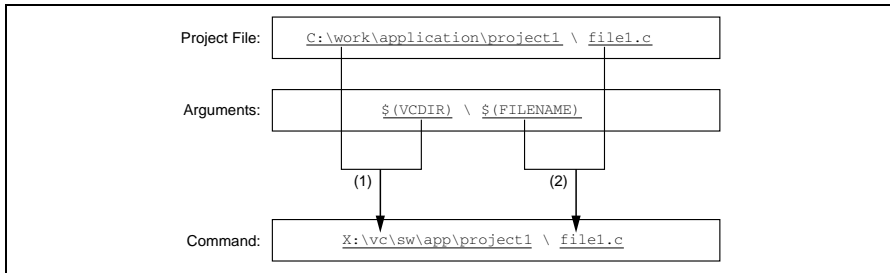 Project File: C:\work\application\project1 \ file1.c
Arguments: $(VCDIR) \ $(FILENAME)
(1) (2)
Command: X:\vc\sw\app\project1 \ file1.c